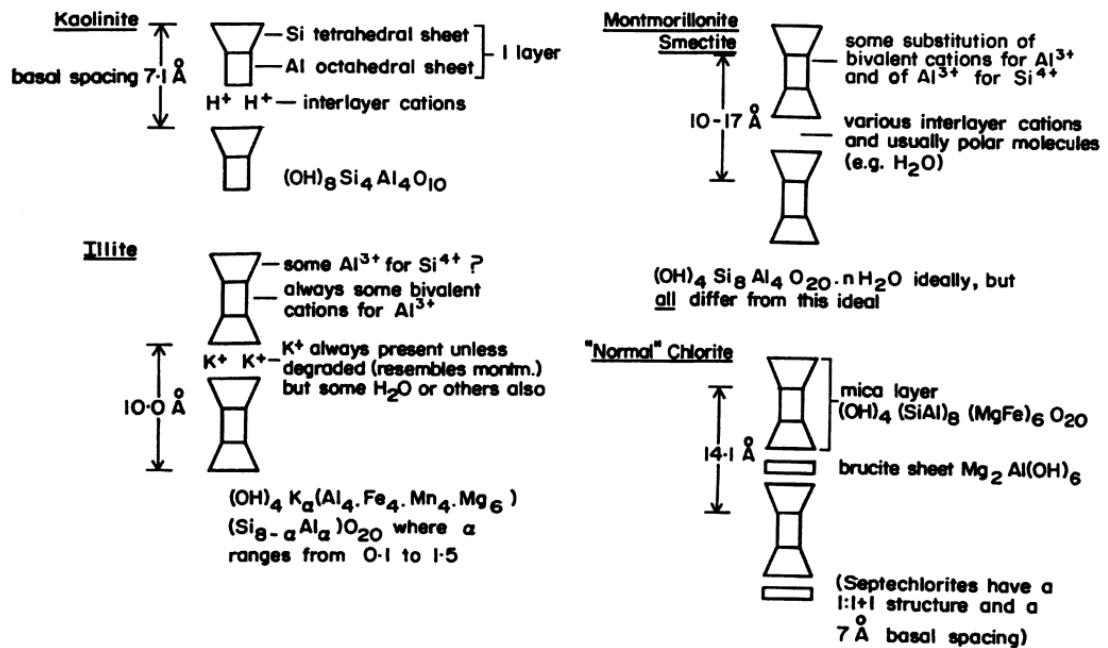 Kaolinite
Si tetrahedral sheet
1 layer
basal spacing 7·1 Å
Al octahedral sheet
H⁺ H⁺ — interlayer cations
(OH)₈Si₄Al₄O₁₀
Illite
some Al³⁺ for Si⁴⁺ ?
always some bivalent
cations for Al³⁺
K⁺ K⁺ — K⁺ always present unless
degraded (resembles montm.)
but some H₂O or others also
10·0 Å
(OH)₄ Kα(Al₄.Fe₄.Mn₄.Mg₆)
(Si₈₋αAlα)O₂₀ where α
ranges from 0·1 to 1·5
Montmorillonite
Smectite
some substitution of
bivalent cations for Al³⁺
and of Al³⁺ for Si⁴⁺
10-17 Å
various interlayer cations
and usually polar molecules
(e.g. H₂O)
(OH)₄ Si₈ Al₄ O₂₀.n H₂O ideally, but
all differ from this ideal
"Normal" Chlorite
mica layer
(OH)₄ (SiAl)₈ (MgFe)₆ O₂₀
14·1 Å
brucite sheet Mg₂ Al(OH)₆
(Septechlorites have a
1:1+1 structure and a
7 Å basal spacing)